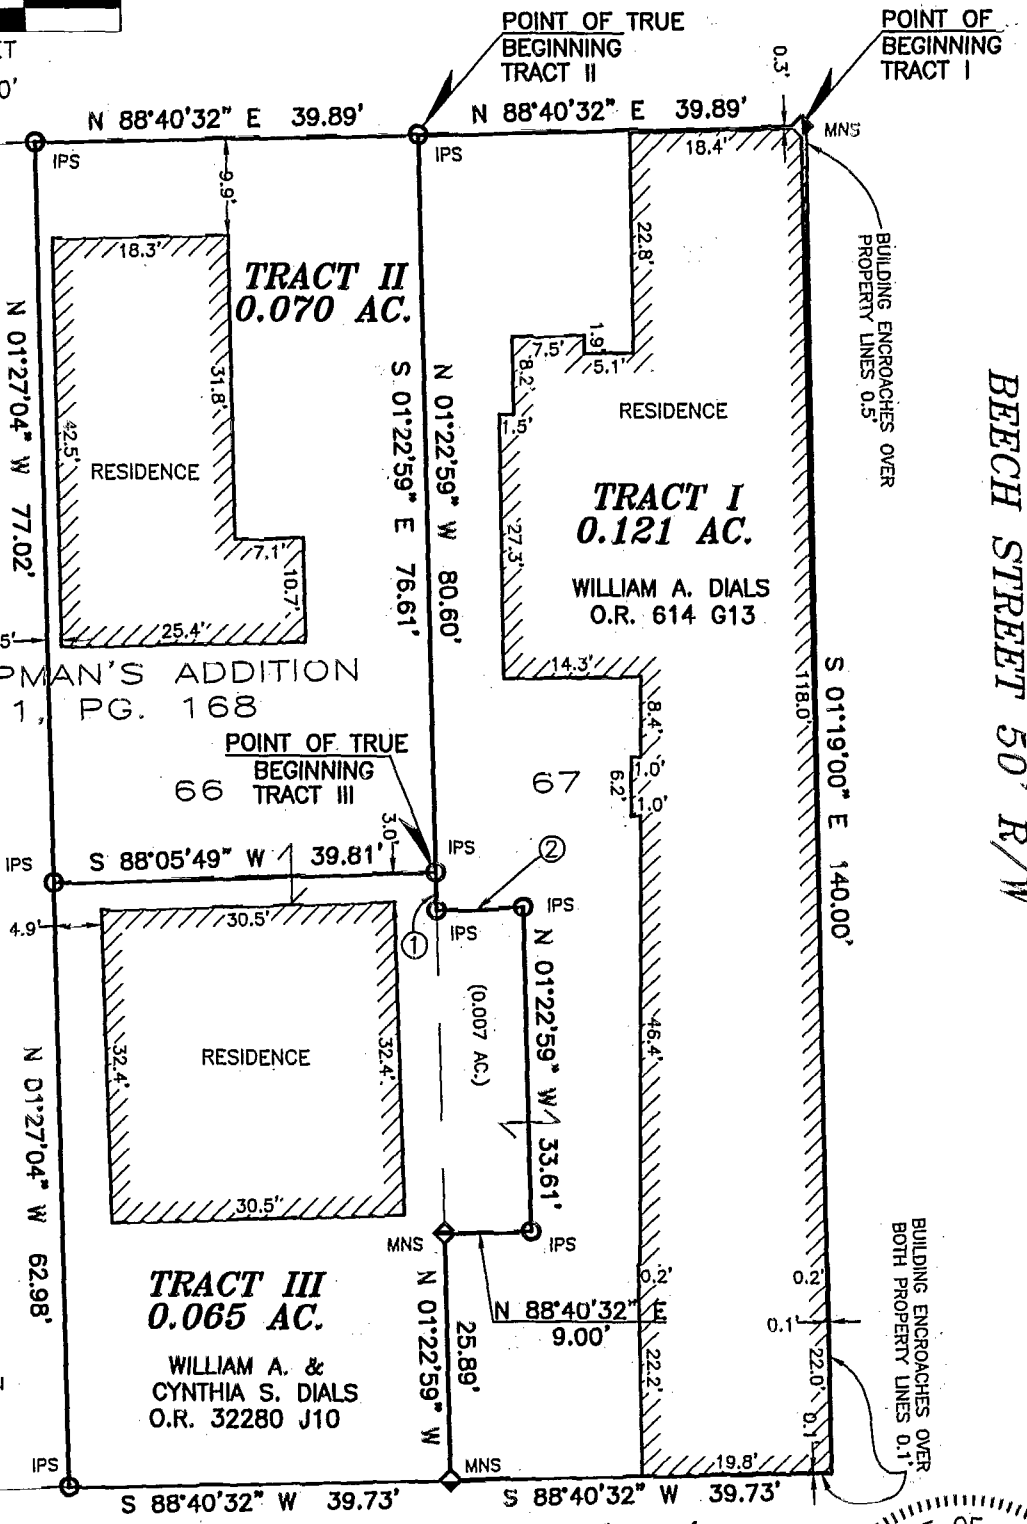 POINT OF TRUE
BEGINNING
TRACT II
POINT OF
BEGINNING
TRACT I
ET
0'
N 88°40'32" E 39.89'
N 88°40'32" E 39.89'
0.3'
MNS
IPS
IPS
18.4'
9.9'
18.3'
TRACT II
0.070 AC.
22.8'
BUILDING ENCROACHES OVER
PROPERTY LINES 0.5'
N 01°27'04" W 77.02'
42.5'
31.8'
RESIDENCE
7.1'
10.7'
25.4'
5'
S 01°22'59" E 76.61'
N 01°22'59" W 80.60'
7.5'
1.9'
5.1'
8.2'
1.5'
RESIDENCE
27.3'
TRACT I
0.121 AC.
WILLIAM A. DIALS
O.R. 614 G13
14.3'
8.4'
118.0'
S 01°19'00" E 140.00'
BEECH STREET 50' R/W
PMAN'S ADDITION
1, PG. 168
POINT OF TRUE
BEGINNING
TRACT III
66
67
1.0'
6.2'
1.0'
3.0'
IPS
S 88°05'49" W 39.81'
IPS
2
IPS
IPS
1
4.9'
30.5'
32.4'
RESIDENCE
32.4'
30.5'
(0.007 AC.)
N 01°22'59" W 33.61'
46.4'
N 01°27'04" W 62.98'
MNS
IPS
TRACT III
0.065 AC.
WILLIAM A. &
CYNTHIA S. DIALS
O.R. 32280 J10
N 01°22'59" W
25.89'
N 88°40'32" E
9.00'
0.2'
0.2'
0.1'
22.2'
22.0'
0.1'
19.8'
BUILDING ENCROACHES OVER
BOTH PROPERTY LINES 0.1'
IPS
MNS
S 88°40'32" W 39.73'
S 88°40'32" W 39.73'